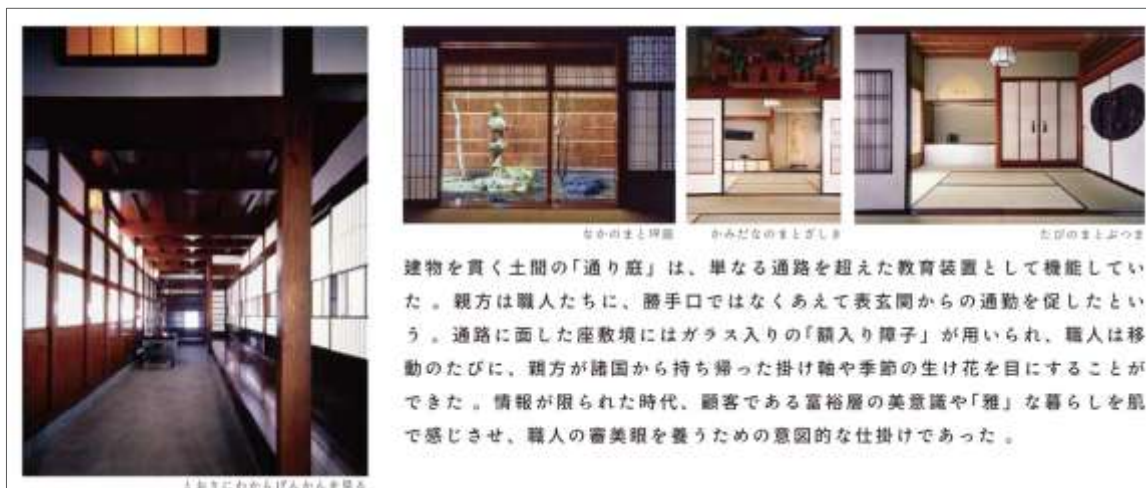 なかのまと坪庭
かみだなのまとざしき
たびのまとぶつま
建物を貫く土間の「通り庭」は、単なる通路を超えた教育装置として機能してい
た 。親方は職人たちに、勝手口ではなくあえて表玄関からの通勤を促したとい
う 。通路に面した座敷境にはガラス入りの「額入り障子」が用いられ、職人は移
動のたびに、親方が諸国から持ち帰った掛け軸や季節の生け花を目にすることが
できた 。情報が限られた時代、顧客である富裕層の美意識や「雅」な暮らしを肌
で感じさせ、職人の審美眼を養うための意図的な仕掛けであった 。